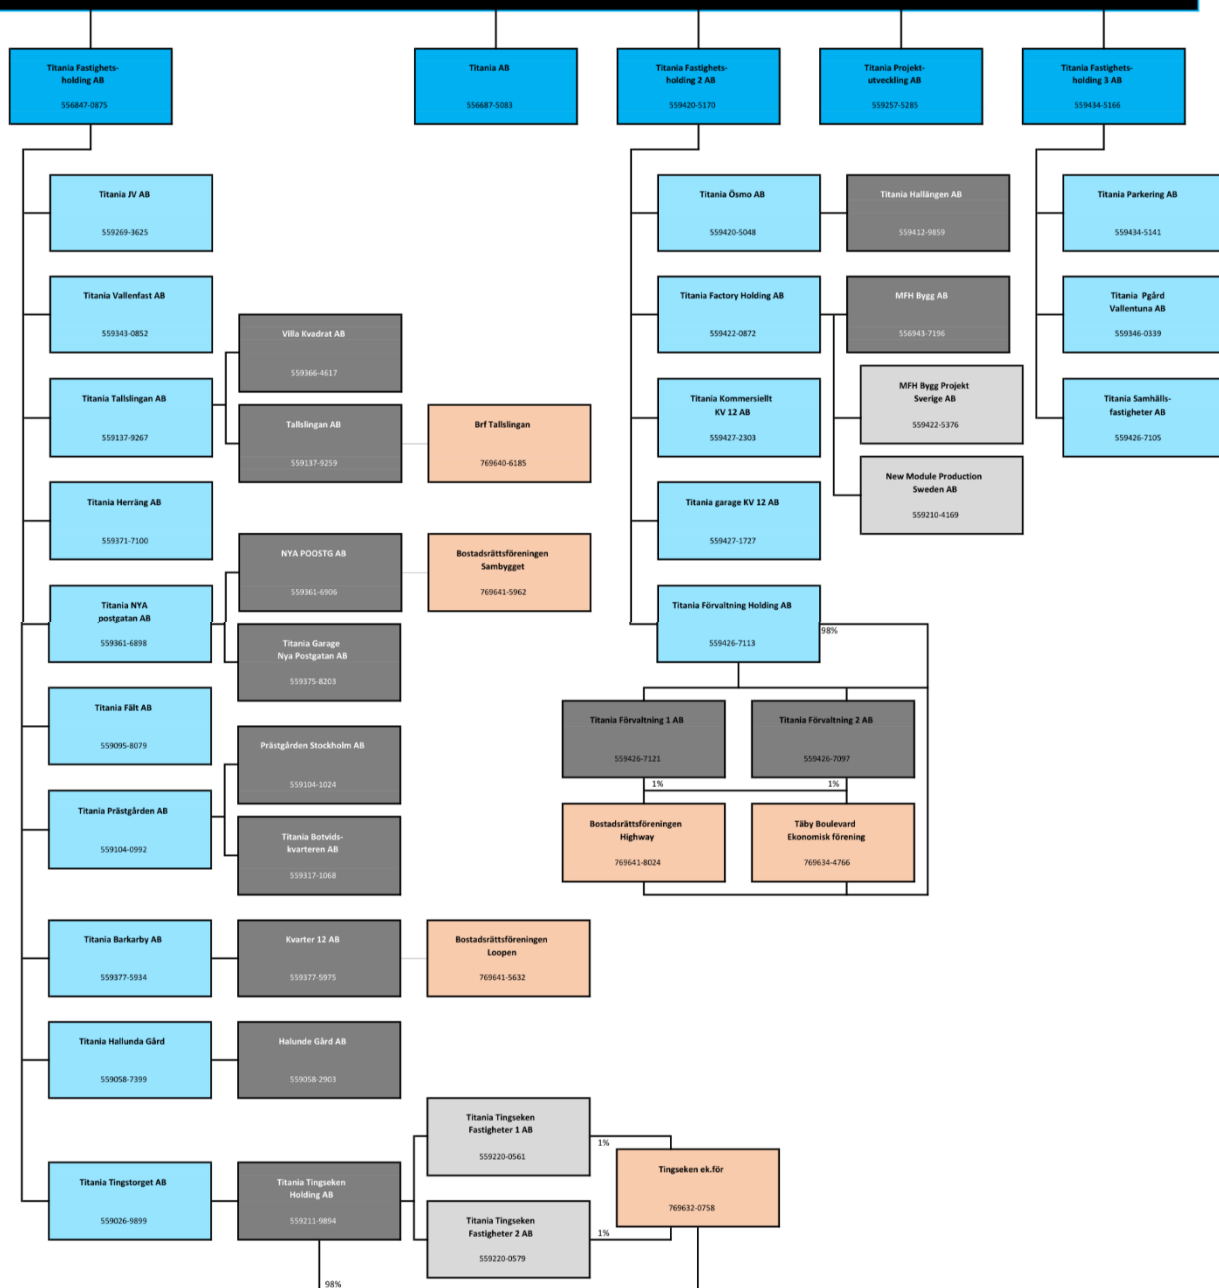 Titania Fastighets-
holding AB
556847-0875
Titania AB
556687-5083
Titania Fastighets-
holding 2 AB
559420-5170
Titania Projekt-
utveckling AB
559257-5285
Titania Fastighets-
holding 3 AB
559434-5166
Titania JV AB
559269-3625
Titania Vallenfast AB
559343-0852
Titania Tallslingan AB
559137-9267
Villa Kvadrat AB
559366-4617
Tallslingan AB
559137-9259
Brf Tallslingan
769640-6185
Titania Herräng AB
559371-7100
Titania NYA
postgatan AB
559361-6898
NYA POOSTG AB
559361-6906
Bostadsrättsföreningen
Sambygget
769641-5962
Titania Garage
Nya Postgatan AB
559375-8203
Titania Fält AB
559095-8079
Titania Prästgården AB
559104-0992
Prästgården Stockholm AB
559104-1024
Titania Botvids-
kvarteren AB
559317-1068
Titania Barkarby AB
559377-5934
Kvarter 12 AB
559377-5975
Bostadsrättsföreningen
Loopen
769641-5632
Titania Hallunda Gård
559058-7399
Halunde Gård AB
559058-2903
Titania Tingstorget AB
559026-9899
Titania Tingseken
Holding AB
559211-9894
98%
Titania Tingseken
Fastigheter 1 AB
559220-0561
1%
Titania Tingseken
Fastigheter 2 AB
559220-0579
1%
Tingseken ek.för
769632-0758
Titania Ösmo AB
559420-5048
Titania Hallängen AB
559412-9859
Titania Factory Holding AB
559422-0872
MFH Bygg AB
556943-7196
MFH Bygg Projekt
Sverige AB
559422-5376
New Module Production
Sweden AB
559210-4169
Titania Kommersiellt
KV 12 AB
559427-2303
Titania garage KV 12 AB
559427-1727
Titania Förvaltning Holding AB
559426-7113
98%
Titania Förvaltning 1 AB
559426-7121
1%
Titania Förvaltning 2 AB
559426-7097
1%
Bostadsrättsföreningen
Highway
769641-8024
Täby Boulevard
Ekonomisk förening
769634-4766
Titania Parkering AB
559434-5141
Titania Pgård
Vallentuna AB
559346-0339
Titania Samhälls-
fastigheter AB
559426-7105